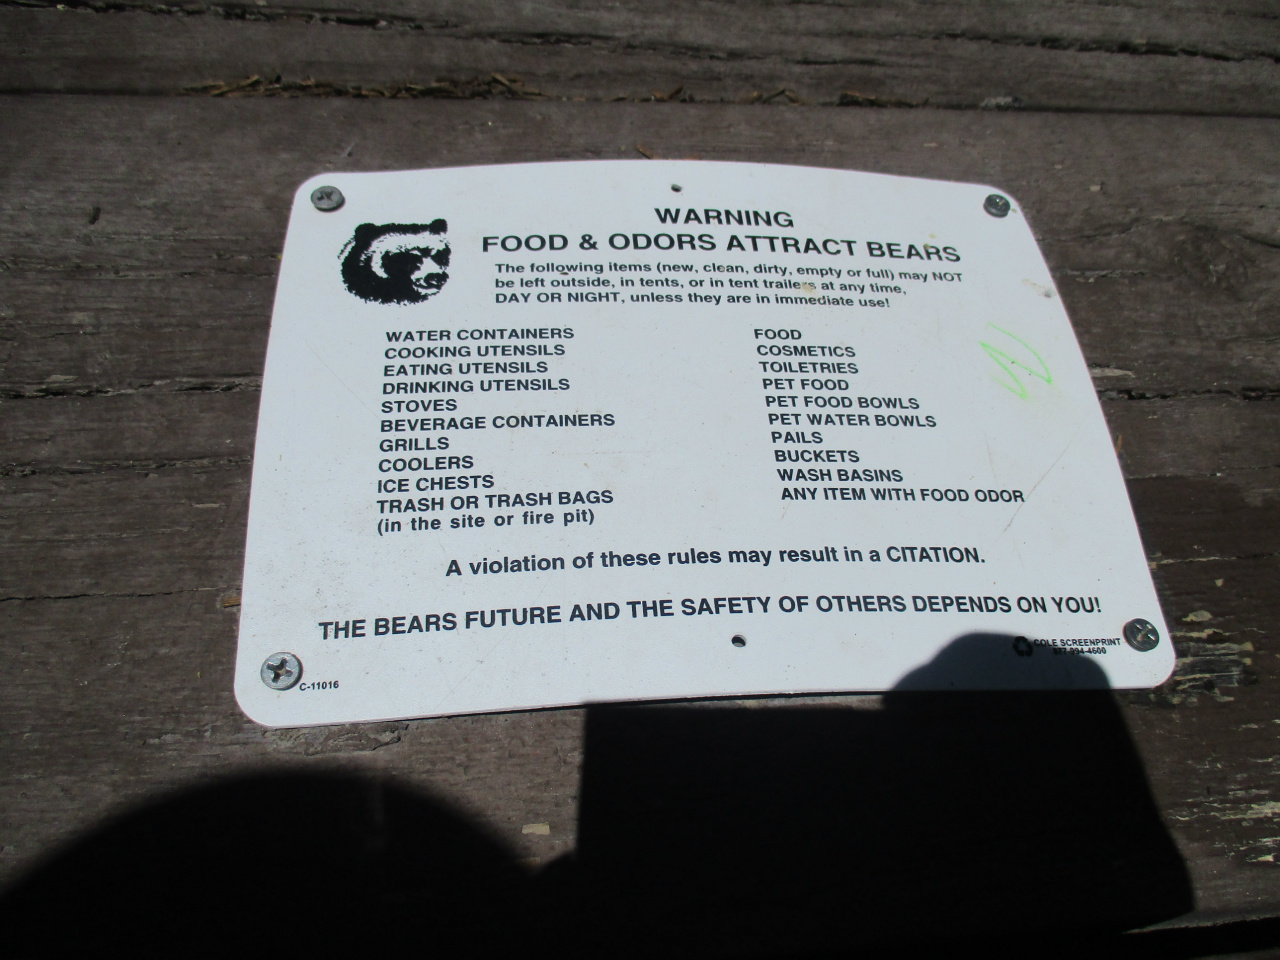 WARNING
FOOD & ODORS ATTRACT BEARS
The following items (new, clean, dirty, empty or full) may NOT
be left outside, in tents, or in tent trailers at any time,
DAY OR NIGHT, unless they are in immediate use!
WATER CONTAINERS
COOKING UTENSILS
EATING UTENSILS
DRINKING UTENSILS
STOVES
BEVERAGE CONTAINERS
GRILLS
COOLERS
ICE CHESTS
TRASH OR TRASH BAGS
(in the site or fire pit)
FOOD
COSMETICS
TOILETRIES
PET FOOD
PET FOOD BOWLS
PET WATER BOWLS
PAILS
BUCKETS
WASH BASINS
ANY ITEM WITH FOOD ODOR
A violation of these rules may result in a CITATION.
THE BEARS FUTURE AND THE SAFETY OF OTHERS DEPENDS ON YOU!
COLE SCREENPRINT
877-994-4600
C-11016